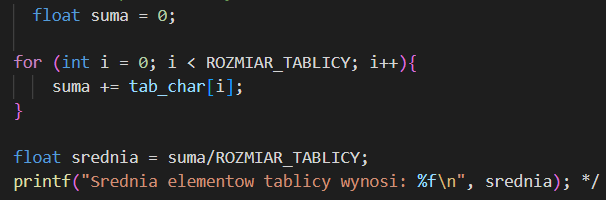 float suma = 0;
for (int i = 0; i < ROZMIAR_TABLICY; i++){
suma += tab_char[i];
}
float srednia = suma/ROZMIAR_TABLICY;
printf("Srednia elementow tablicy wynosi: %f\n", srednia); */